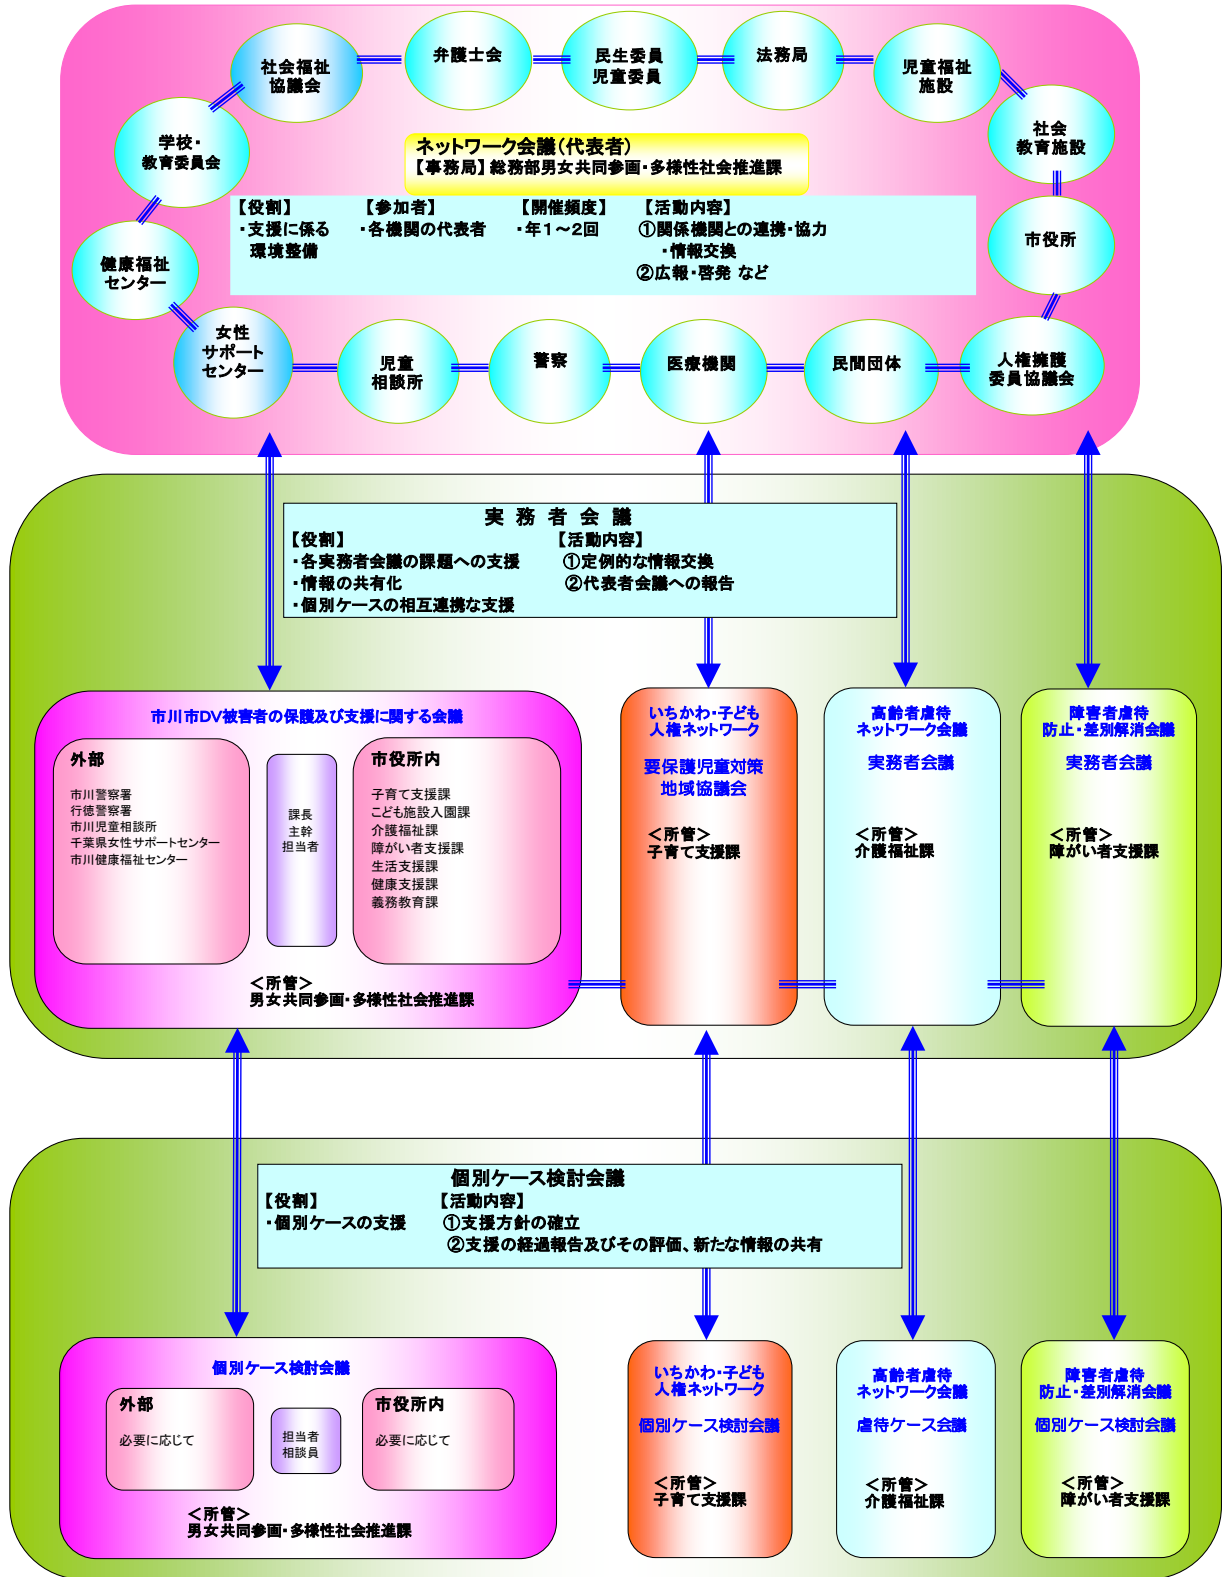 社会福祉
協議会
弁護士会
民生委員
児童委員
法務局
児童福祉
施設
学校・
教育委員会
社会
教育施設
ネットワーク会議(代表者)
【事務局】総務部男女共同参画・多様性社会推進課
【役割】 【参加者】 【開催頻度】 【活動内容】
・支援に係る ・各機関の代表者 ・年1~2回 ①関係機関との連携・協力
環境整備 ・情報交換
②広報・啓発 など
健康福祉
センター
市役所
女性
サポート
センター
児童
相談所
警察
医療機関
民間団体
人権擁護
委員協議会
実 務 者 会 議
【役割】 【活動内容】
・各実務者会議の課題への支援 ①定例的な情報交換
・情報の共有化 ②代表者会議への報告
・個別ケースの相互連携な支援
市川市DV被害者の保護及び支援に関する会議
外部
市川警察署
行徳警察署
市川児童相談所
千葉県女性サポートセンター
市川健康福祉センター
課長
主幹
担当者
市役所内
子育て支援課
こども施設入園課
介護福祉課
障がい者支援課
生活支援課
健康支援課
義務教育課
<所管>
男女共同参画・多様性社会推進課
いちかわ・子ども
人権ネットワーク
要保護児童対策
地域協議会
<所管>
子育て支援課
高齢者虐待
ネットワーク会議
実務者会議
<所管>
介護福祉課
障害者虐待
防止・差別解消会議
実務者会議
<所管>
障がい者支援課
個別ケース検討会議
【役割】 【活動内容】
・個別ケースの支援 ①支援方針の確立
②支援の経過報告及びその評価、新たな情報の共有
個別ケース検討会議
外部
必要に応じて
担当者
相談員
市役所内
必要に応じて
<所管>
男女共同参画・多様性社会推進課
いちかわ・子ども
人権ネットワーク
個別ケース検討会議
<所管>
子育て支援課
高齢者虐待
ネットワーク会議
虐待ケース会議
<所管>
介護福祉課
障害者虐待
防止・差別解消会議
個別ケース検討会議
<所管>
障がい者支援課